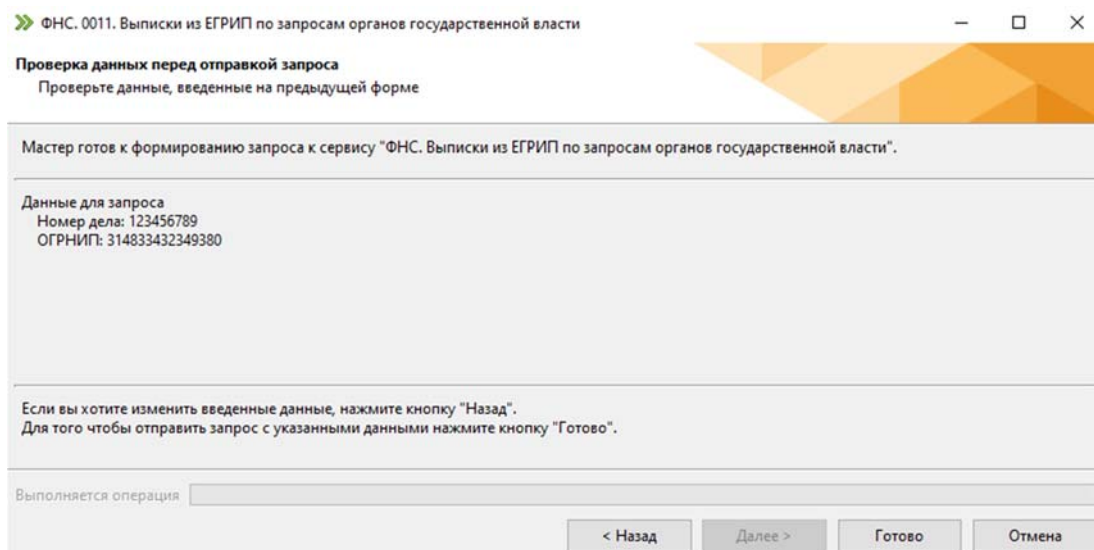 ФНС. 0011. Выписки из ЕГРИП по запросам органов государственной власти
Проверка данных перед отправкой запроса
Проверьте данные, введенные на предыдущей форме
Мастер готов к формированию запроса к сервису "ФНС. Выписки из ЕГРИП по запросам органов государственной власти".
Данные для запроса
Номер дела: 123456789
ОГРНИП: 314833432349380
Если вы хотите изменить введенные данные, нажмите кнопку "Назад".
Для того чтобы отправить запрос с указанными данными нажмите кнопку "Готово".
Выполняется операция
< Назад Далее > Готово Отмена